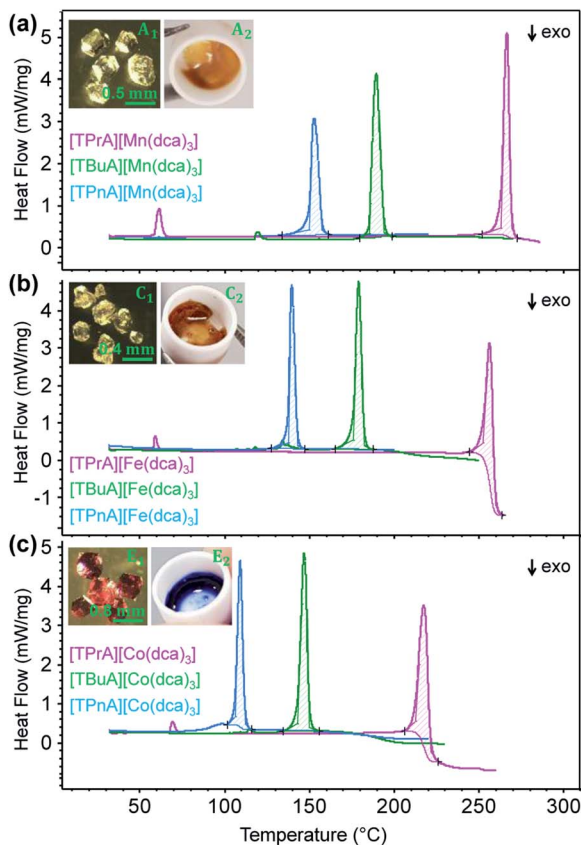 (a)
A1
A2
0.5 mm
↓ exo
[TPrA][Mn(dca)3]
[TBuA][Mn(dca)3]
[TPnA][Mn(dca)3]
Heat Flow (mW/mg)
5
4
3
2
1
0
(b)
C1
C2
0.4 mm
↓ exo
[TPrA][Fe(dca)3]
[TBuA][Fe(dca)3]
[TPnA][Fe(dca)3]
Heat Flow (mW/mg)
4
3
2
1
0
-1
(c)
E1
E2
0.8 mm
↓ exo
[TPrA][Co(dca)3]
[TBuA][Co(dca)3]
[TPnA][Co(dca)3]
Heat Flow (mW/mg)
5
4
3
2
1
0
50 100 150 200 250 300
Temperature (°C)